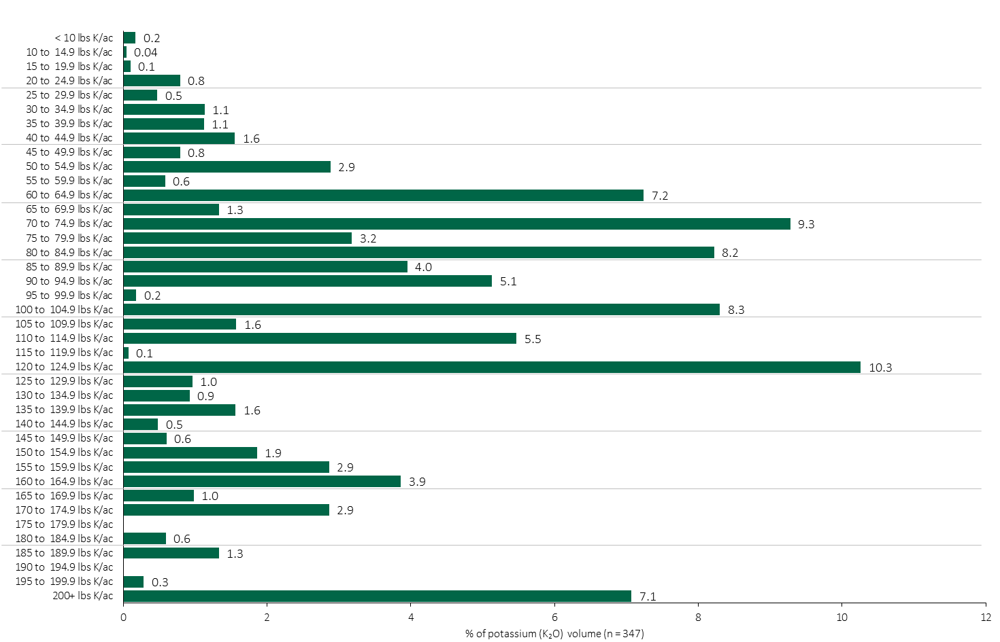 < 10 lbs K/ac 0.2
10 to 14.9 lbs K/ac 0.04
15 to 19.9 lbs K/ac 0.1
20 to 24.9 lbs K/ac 0.8
25 to 29.9 lbs K/ac 0.5
30 to 34.9 lbs K/ac 1.1
35 to 39.9 lbs K/ac 1.1
40 to 44.9 lbs K/ac 1.6
45 to 49.9 lbs K/ac 0.8
50 to 54.9 lbs K/ac 2.9
55 to 59.9 lbs K/ac 0.6
60 to 64.9 lbs K/ac 7.2
65 to 69.9 lbs K/ac 1.3
70 to 74.9 lbs K/ac 9.3
75 to 79.9 lbs K/ac 3.2
80 to 84.9 lbs K/ac 8.2
85 to 89.9 lbs K/ac 4.0
90 to 94.9 lbs K/ac 5.1
95 to 99.9 lbs K/ac 0.2
100 to 104.9 lbs K/ac 8.3
105 to 109.9 lbs K/ac 1.6
110 to 114.9 lbs K/ac 5.5
115 to 119.9 lbs K/ac 0.1
120 to 124.9 lbs K/ac 10.3
125 to 129.9 lbs K/ac 1.0
130 to 134.9 lbs K/ac 0.9
135 to 139.9 lbs K/ac 1.6
140 to 144.9 lbs K/ac 0.5
145 to 149.9 lbs K/ac 0.6
150 to 154.9 lbs K/ac 1.9
155 to 159.9 lbs K/ac 2.9
160 to 164.9 lbs K/ac 3.9
165 to 169.9 lbs K/ac 1.0
170 to 174.9 lbs K/ac 2.9
175 to 179.9 lbs K/ac
180 to 184.9 lbs K/ac 0.6
185 to 189.9 lbs K/ac 1.3
190 to 194.9 lbs K/ac
195 to 199.9 lbs K/ac 0.3
200+ lbs K/ac 7.1
0 2 4 6 8 10 12
% of potassium (K₂O) volume (n = 347)